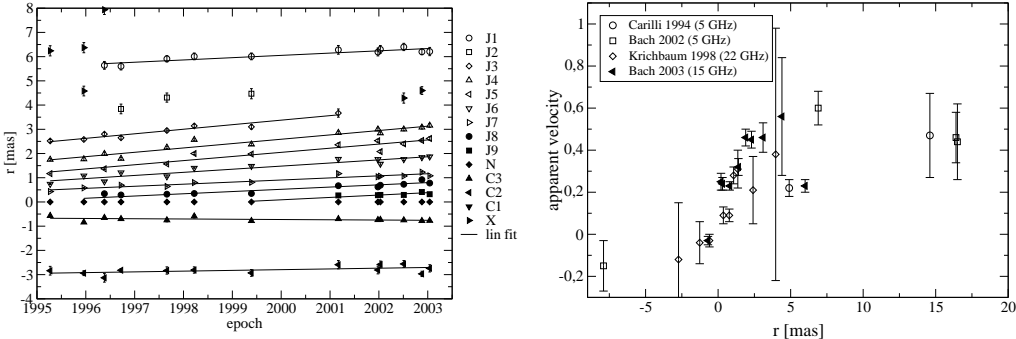 8
7
6
5
4
3
2
1
0
-1
-2
-3
-4
r [mas]
1995 1996 1997 1998 1999 2000 2001 2002 2003
epoch
J1
J2
J3
J4
J5
J6
J7
J8
J9
N
C3
C2
C1
X
lin fit
1
0,8
0,6
0,4
0,2
0
-0,2
apparent velocity
Carilli 1994 (5 GHz)
Bach 2002 (5 GHz)
Krichbaum 1998 (22 GHz)
Bach 2003 (15 GHz)
-5 0 5 10 15 20
r [mas]